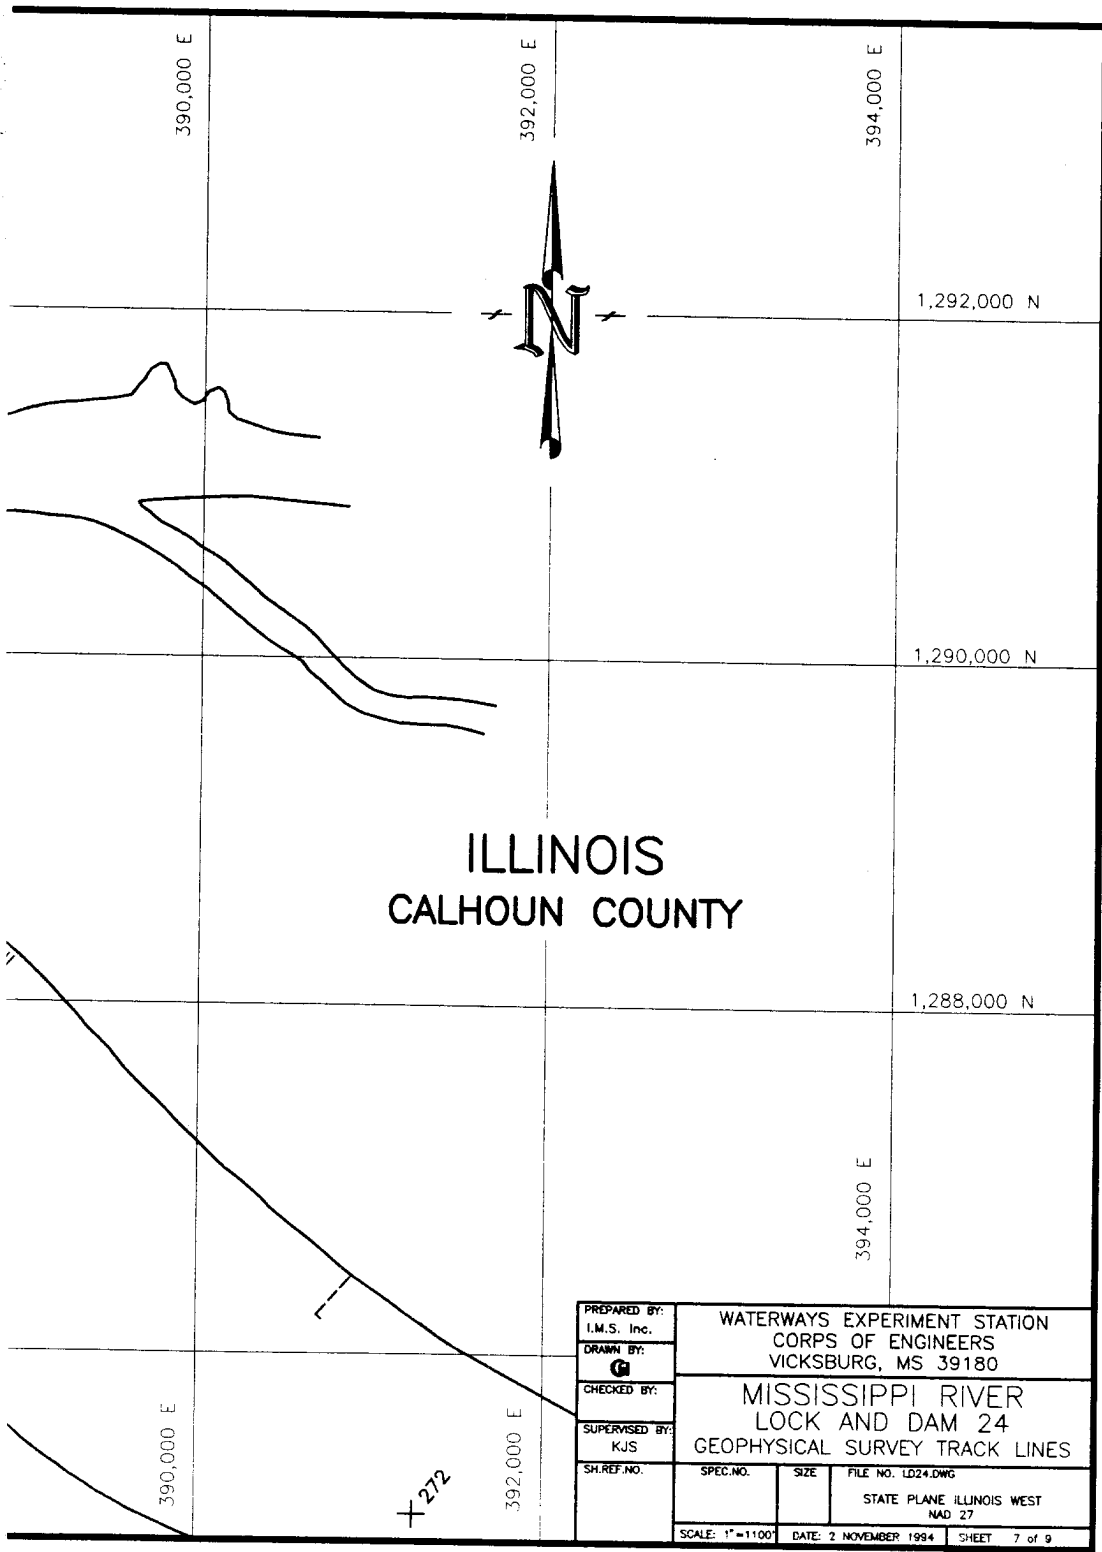 390,000 E
392,000 E
394,000 E
N
1,292,000 N
1,290,000 N
ILLINOIS
CALHOUN COUNTY
1,288,000 N
394,000 E
390,000 E
392,000 E
272
PREPARED BY:
I.M.S. Inc.
DRAWN BY:
CHECKED BY:
SUPERVISED BY:
KJS
SH.REF.NO.
WATERWAYS EXPERIMENT STATION
CORPS OF ENGINEERS
VICKSBURG, MS 39180
MISSISSIPPI RIVER
LOCK AND DAM 24
GEOPHYSICAL SURVEY TRACK LINES
SPEC.NO.
SIZE
FILE NO. LD24.DWG
STATE PLANE ILLINOIS WEST
NAD 27
SCALE: 1"=1100'
DATE: 2 NOVEMBER 1994
SHEET 7 of 9